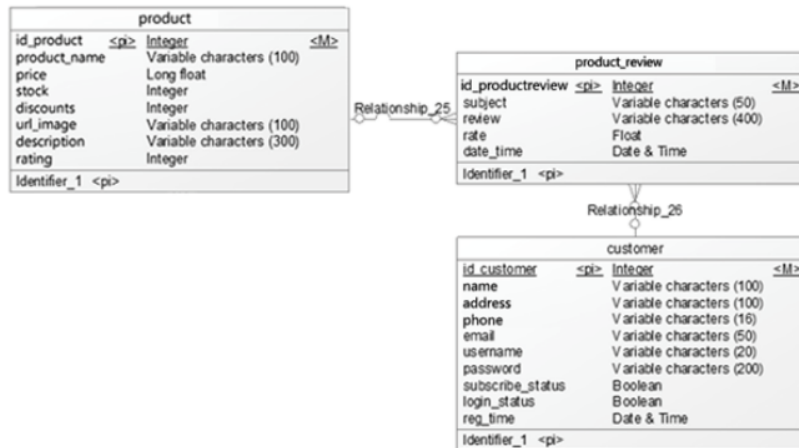 product
id_product <pi> Integer <M>
product_name Variable characters (100)
price Long float
stock Integer
discounts Integer
url_image Variable characters (100)
description Variable characters (300)
rating Integer
Identifier_1 <pi>
Relationship_25
product_review
id_productreview <pi> Integer <M>
subject Variable characters (50)
review Variable characters (400)
rate Float
date_time Date & Time
Identifier_1 <pi>
Relationship_26
customer
id_customer <pi> Integer <M>
name Variable characters (100)
address Variable characters (100)
phone Variable characters (16)
email Variable characters (50)
username Variable characters (20)
password Variable characters (200)
subscribe_status Boolean
login_status Boolean
reg_time Date & Time
Identifier_1 <pi>